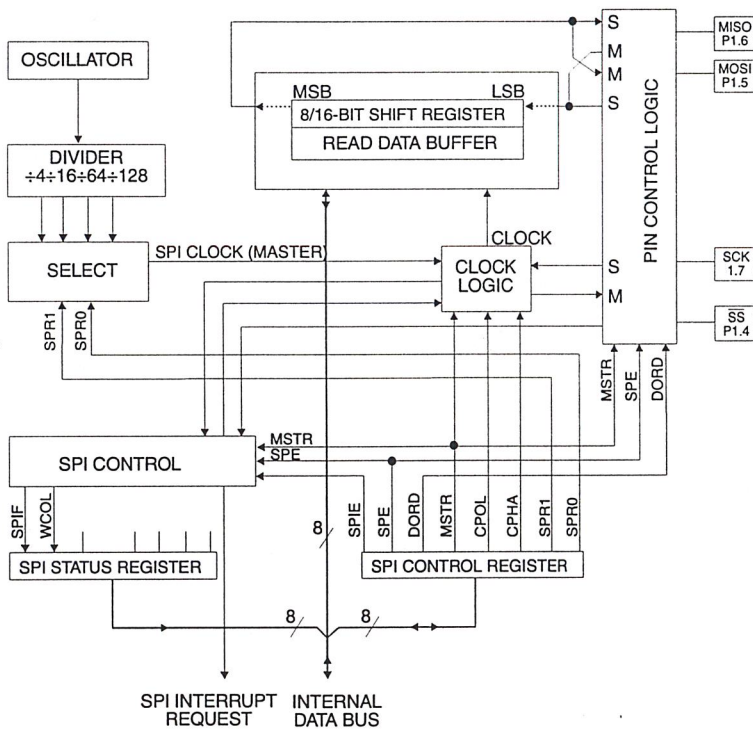 OSCILLATOR
DIVIDER
÷4÷16÷64÷128
SELECT
SPR1
SPR0
SPI CLOCK (MASTER)
MSB
LSB
8/16-BIT SHIFT REGISTER
READ DATA BUFFER
CLOCK
CLOCK
LOGIC
S
M
M
S
S
M
PIN CONTROL LOGIC
MISO
P1.6
MOSI
P1.5
SCK
1.7
SS
P1.4
MSTR
SPE
DORD
SPI CONTROL
MSTR
SPE
SPIF
WCOL
SPI STATUS REGISTER
8
SPIE
SPE
DORD
MSTR
CPOL
CPHA
SPR1
SPR0
SPI CONTROL REGISTER
8
8
SPI INTERRUPT
REQUEST
INTERNAL
DATA BUS